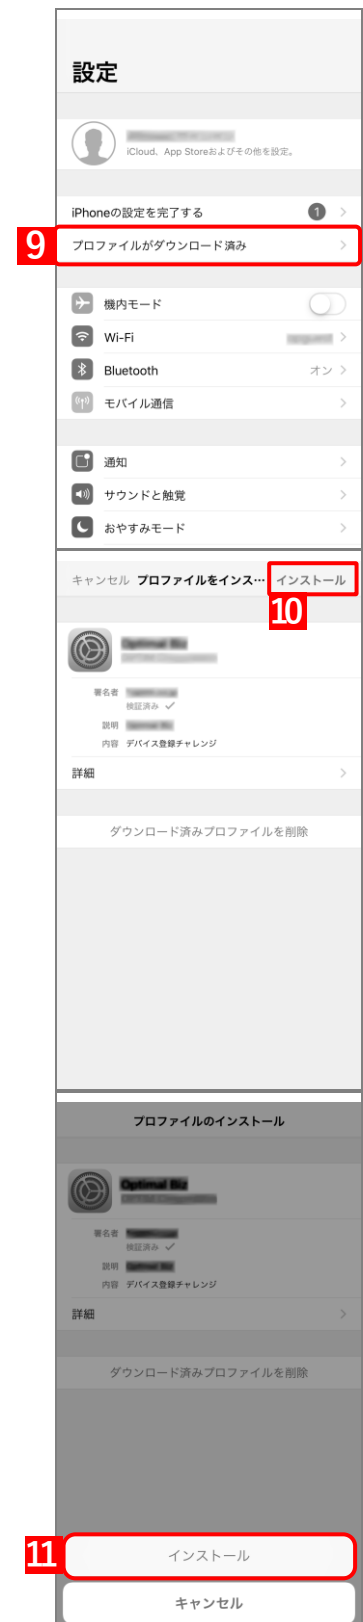 設定
iCloud、App Storeおよびその他を設定。
iPhoneの設定を完了する 1
9
プロファイルがダウンロード済み
機内モード
Wi-Fi
Bluetooth オン
モバイル通信
通知
サウンドと触覚
おやすみモード
キャンセル プロファイルをインス… インストール
10
Optimal Biz
署名者
検証済み
説明 Optimal Biz
内容 デバイス登録チャレンジ
詳細
ダウンロード済みプロファイルを削除
プロファイルのインストール
Optimal Biz
署名者
検証済み
説明 Optimal Biz
内容 デバイス登録チャレンジ
詳細
ダウンロード済みプロファイルを削除
11
インストール
キャンセル